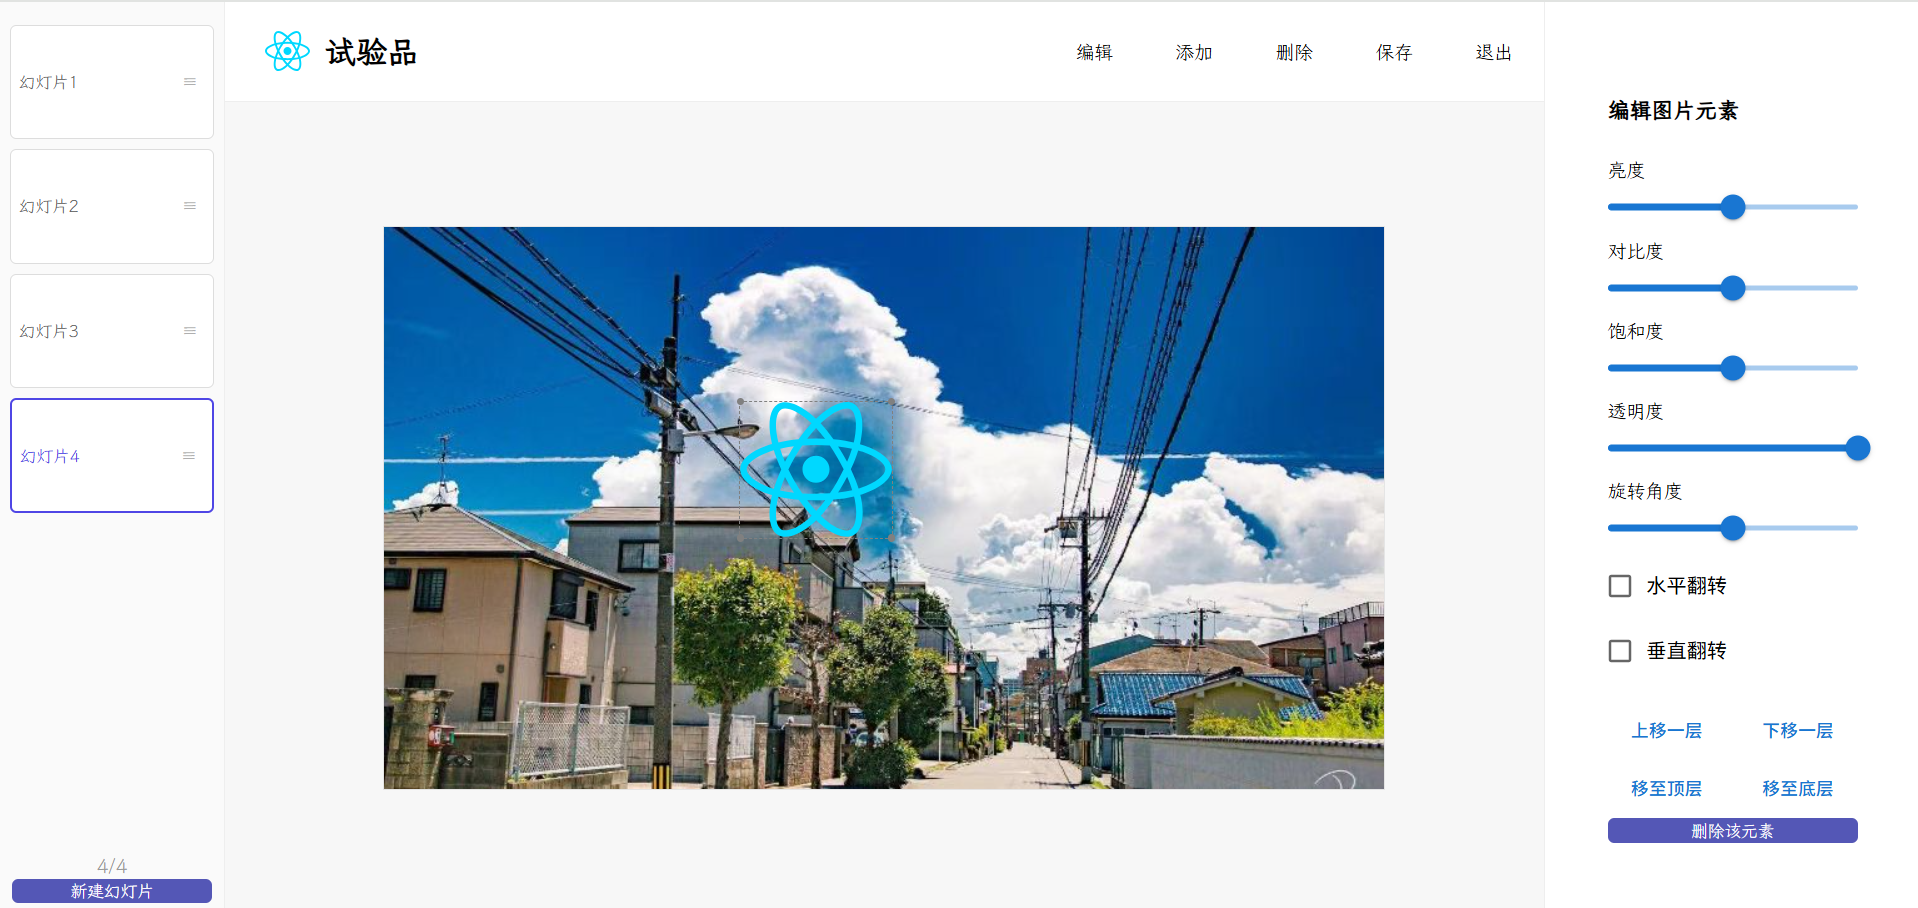 幻灯片1
幻灯片2
幻灯片3
幻灯片4
4/4
新建幻灯片
试验品
编辑 添加 删除 保存 退出
编辑图片元素
亮度
对比度
饱和度
透明度
旋转角度
水平翻转
垂直翻转
上移一层 下移一层
移至顶层 移至底层
删除该元素